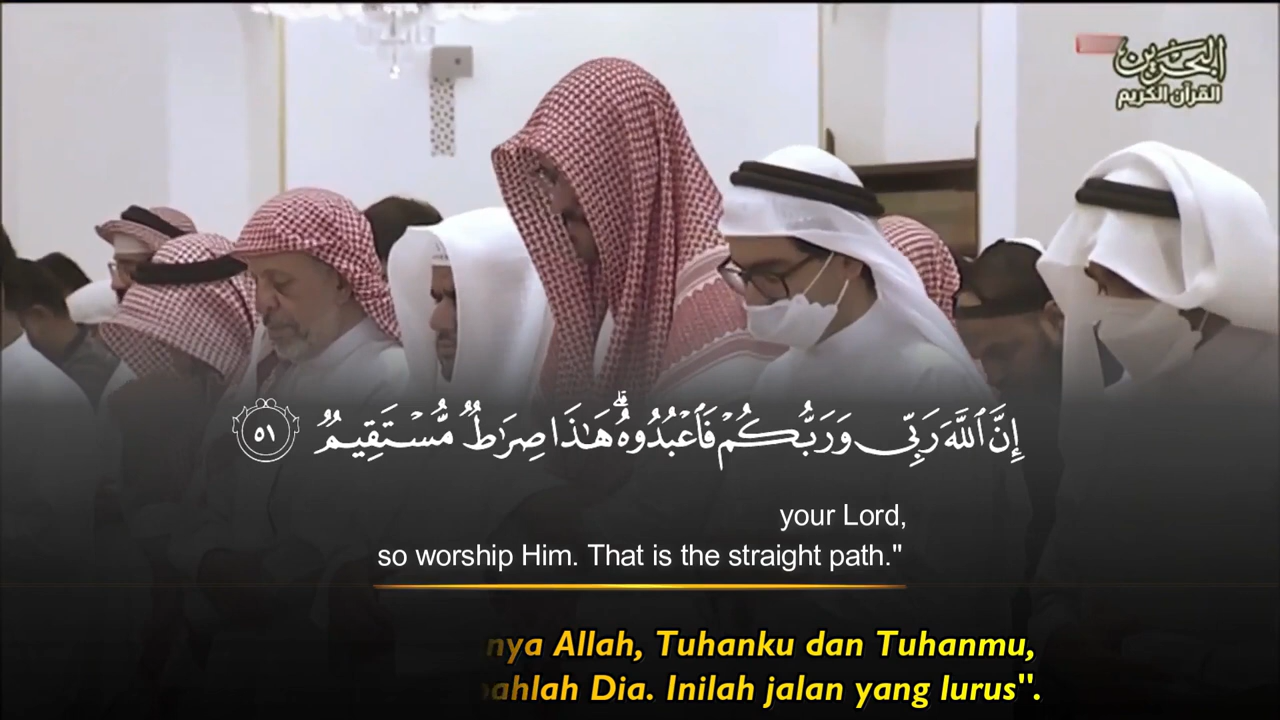 البحرين
القرآن الكريم
إِنَّ ٱللَّهَ رَبِّى وَرَبُّكُمْ فَٱعْبُدُوهُ ۗ هَـٰذَا صِرَٰطٌ مُّسْتَقِيمٌ ٥١
your Lord,
so worship Him. That is the straight path."
nya Allah, Tuhanku dan Tuhanmu,
ahlah Dia. Inilah jalan yang lurus".